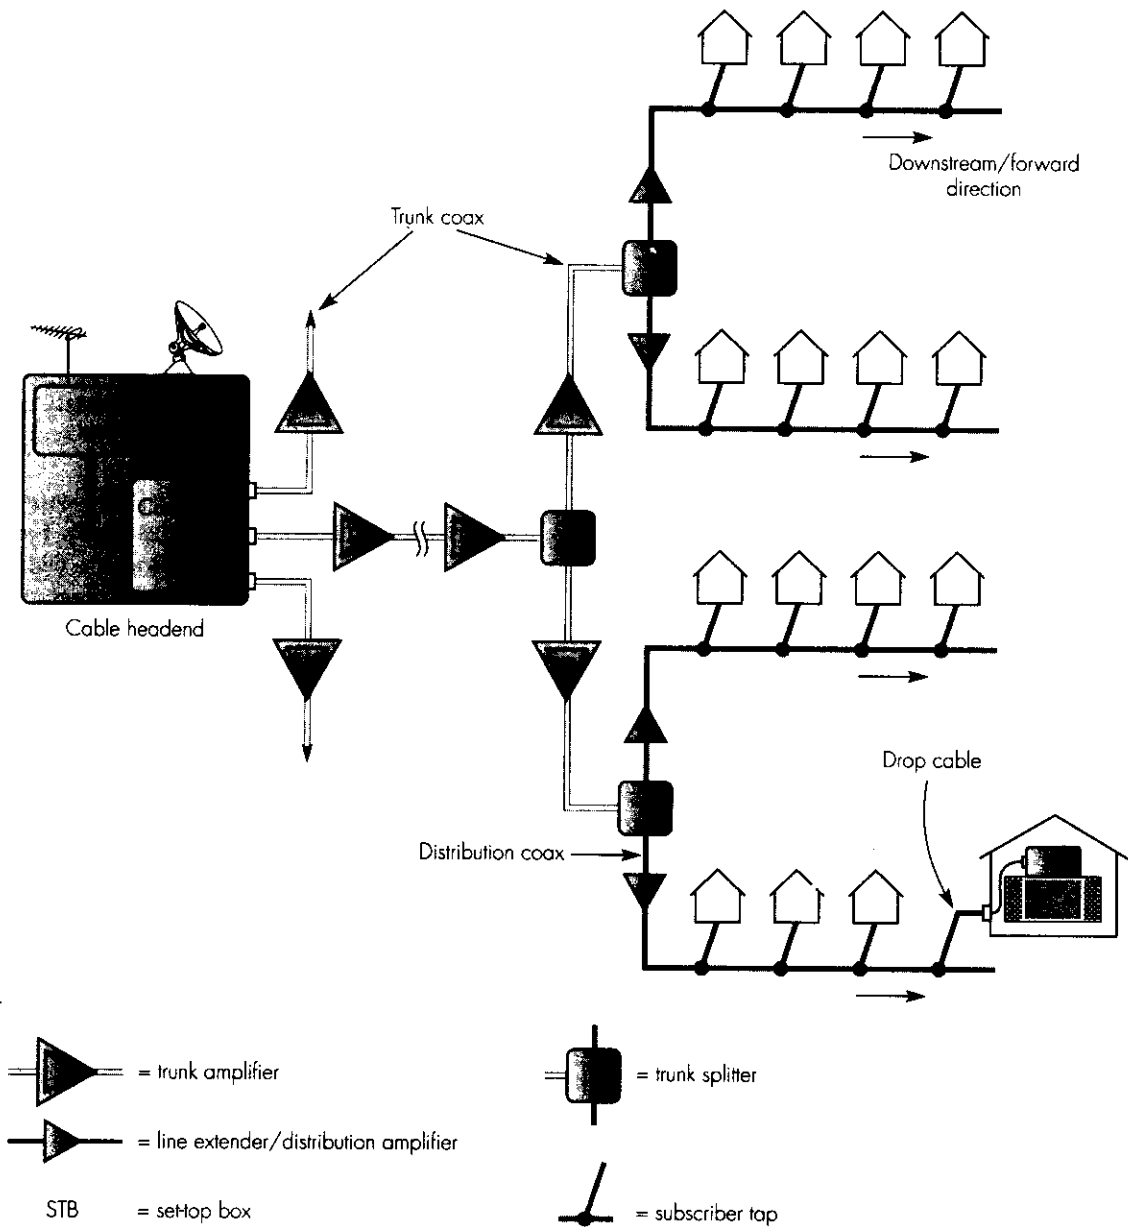 Downstream/forward
direction
Trunk coax
Cable headend
Drop cable
Distribution coax
= trunk amplifier
= trunk splitter
= line extender/distribution amplifier
STB = set-top box
= subscriber tap